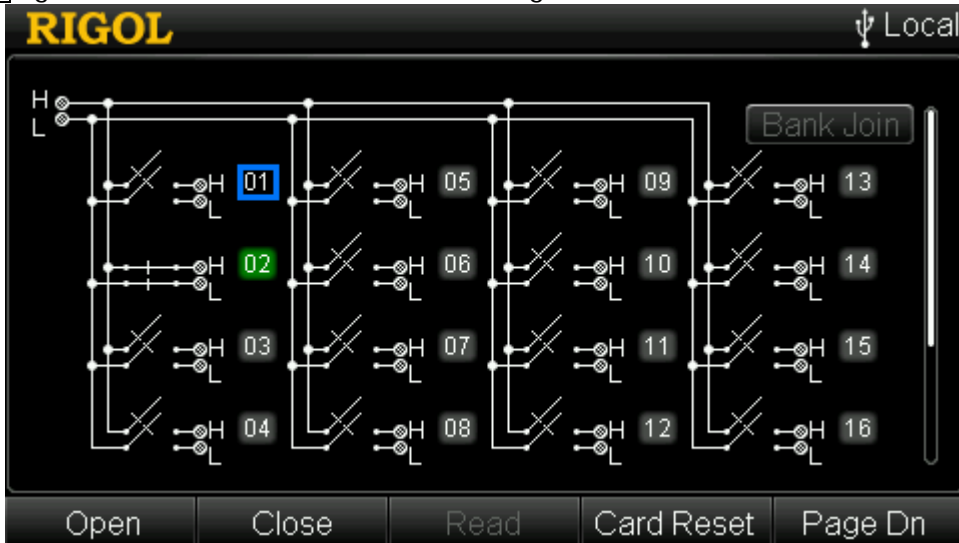 RIGOL Local
H
L
Bank Join
H 01 H 05 H 09 H 13
L L L L
H 02 H 06 H 10 H 14
L L L L
H 03 H 07 H 11 H 15
L L L L
H 04 H 08 H 12 H 16
L L L L
Open Close Read Card Reset Page Dn